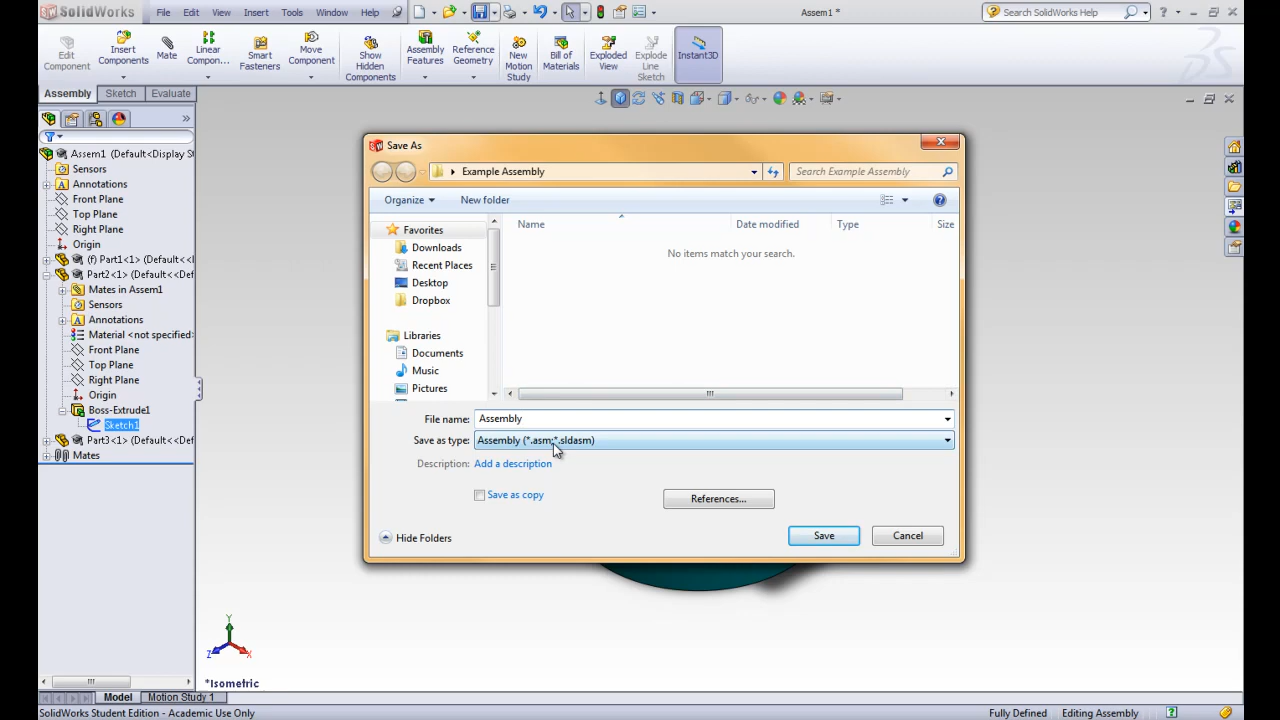 SolidWorks File Edit View Insert Tools Window Help Assem1 * Search SolidWorks Help
Edit Component
Insert Components
Mate
Linear Compon...
Smart Fasteners
Move Component
Show Hidden Components
Assembly Features
Reference Geometry
New Motion Study
Bill of Materials
Exploded View
Explode Line Sketch
Instant3D
Assembly Sketch Evaluate
Assem1 (Default<Display St
Sensors
Annotations
Front Plane
Top Plane
Right Plane
Origin
(f) Part1<1> (Default<<
Part2<1> (Default<<Def
Mates in Assem1
Sensors
Annotations
Material <not specified>
Front Plane
Top Plane
Right Plane
Origin
Boss-Extrude1
Sketch1
Part3<1> (Default<<Def
Mates
Save As
Example Assembly
Search Example Assembly
Organize New folder
Favorites
Downloads
Recent Places
Desktop
Dropbox
Libraries
Documents
Music
Pictures
Name Date modified Type Size
No items match your search.
File name: Assembly
Save as type: Assembly (*.asm;*.sldasm)
Description: Add a description
Save as copy
References...
Hide Folders
Save Cancel
Y
Z X
*Isometric
Model Motion Study 1
SolidWorks Student Edition - Academic Use Only Fully Defined Editing Assembly